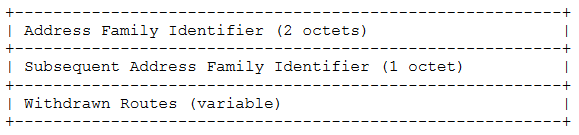 +---------------------------------------------------------+
| Address Family Identifier (2 octets) |
+---------------------------------------------------------+
| Subsequent Address Family Identifier (1 octet) |
+---------------------------------------------------------+
| Withdrawn Routes (variable) |
+---------------------------------------------------------+